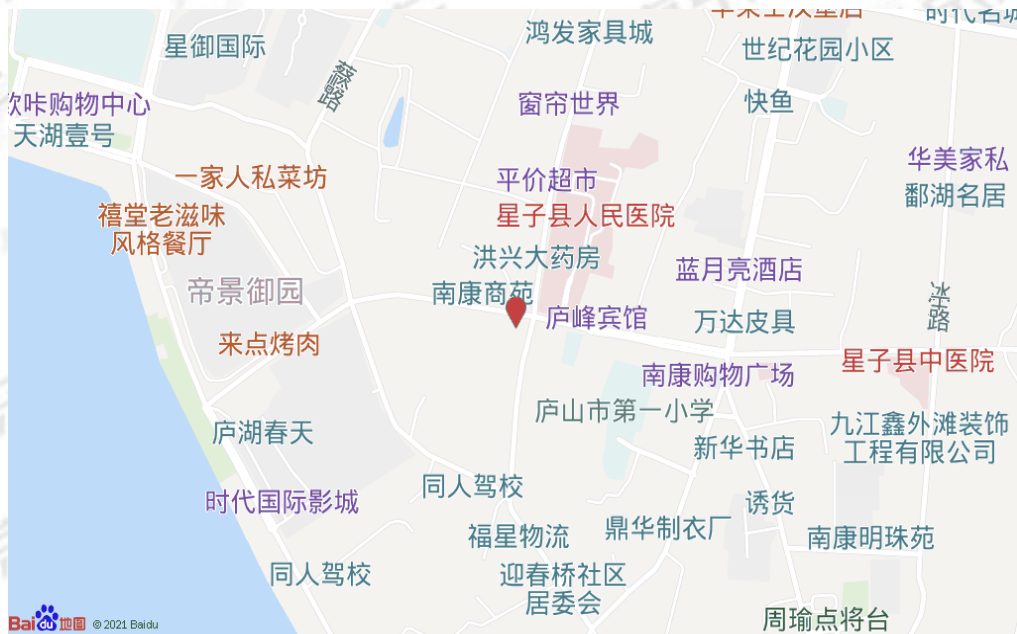 鸿发家具城
星御国际
世纪花园小区
蔡路
快鱼
窗帘世界
购物中心
天湖壹号
华美家私
一家人私菜坊
平价超市
鄱湖名居
禧堂老滋味
风格餐厅
星子县人民医院
洪兴大药房
蓝月亮酒店
帝景御园
南康商苑
庐峰宾馆
万达皮具
来点烤肉
星子县中医院
南康购物广场
庐山市第一小学
九江鑫外滩装饰
工程有限公司
庐湖春天
新华书店
同人驾校
时代国际影城
诱货
福星物流
鼎华制衣厂
南康明珠苑
同人驾校
迎春桥社区
居委会
周瑜点将台
Baidu地图 © 2021 Baidu